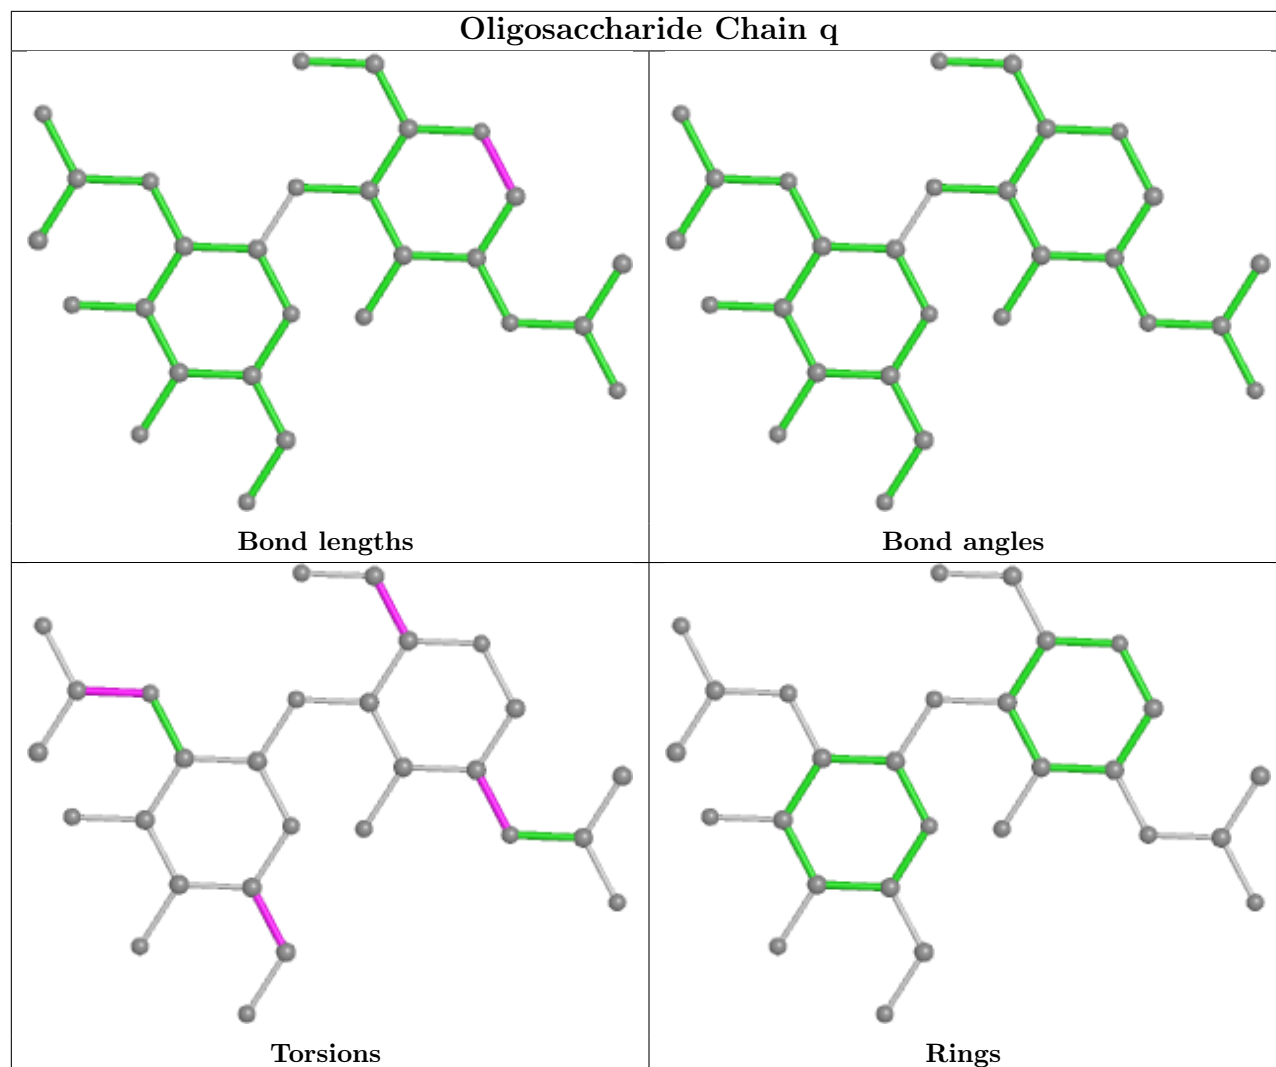 Oligosaccharide Chain q
Bond lengths
Bond angles
Torsions
Rings